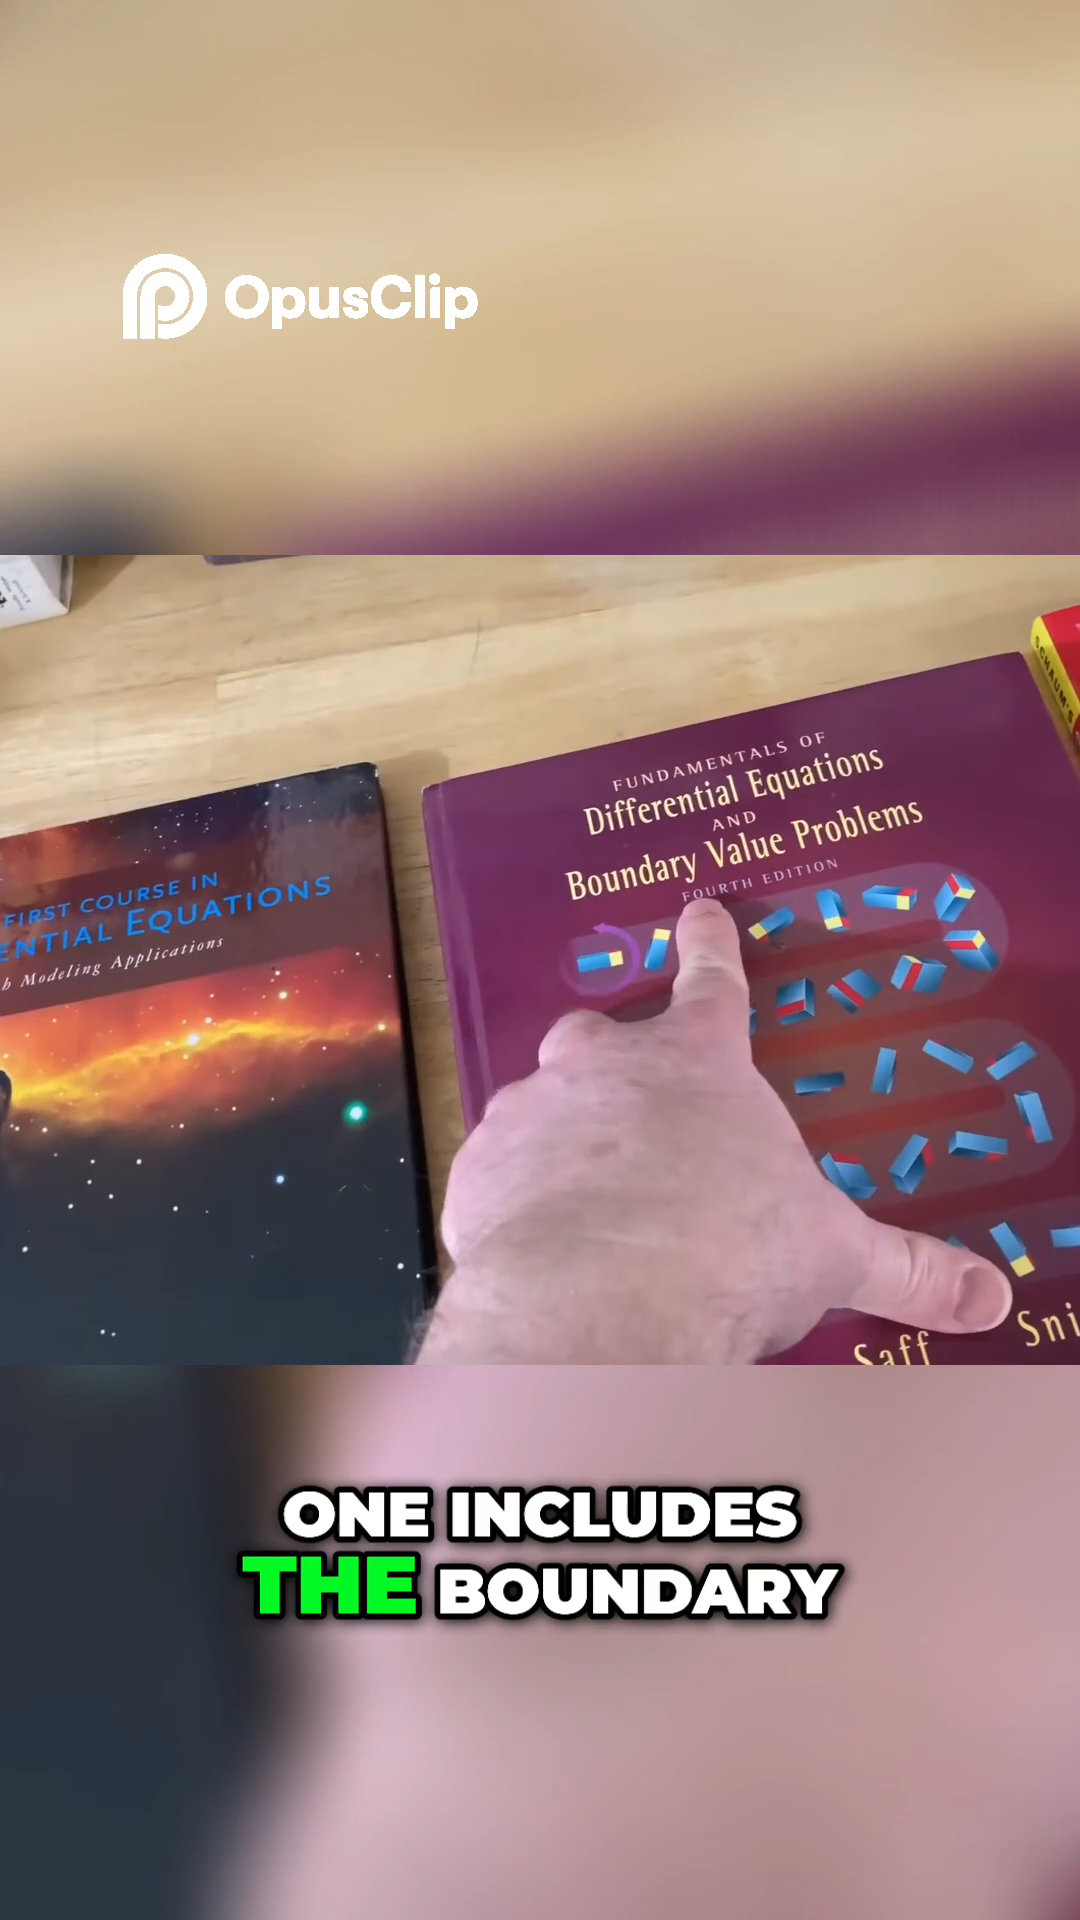 OpusClip
SCHAUM'S
FUNDAMENTALS OF
Differential Equations
AND
Boundary Value Problems
FOURTH EDITION
FIRST COURSE IN
ENTIAL EQUATIONS
h Modeling Applications
Saff
Sni
ONE INCLUDES
THE BOUNDARY